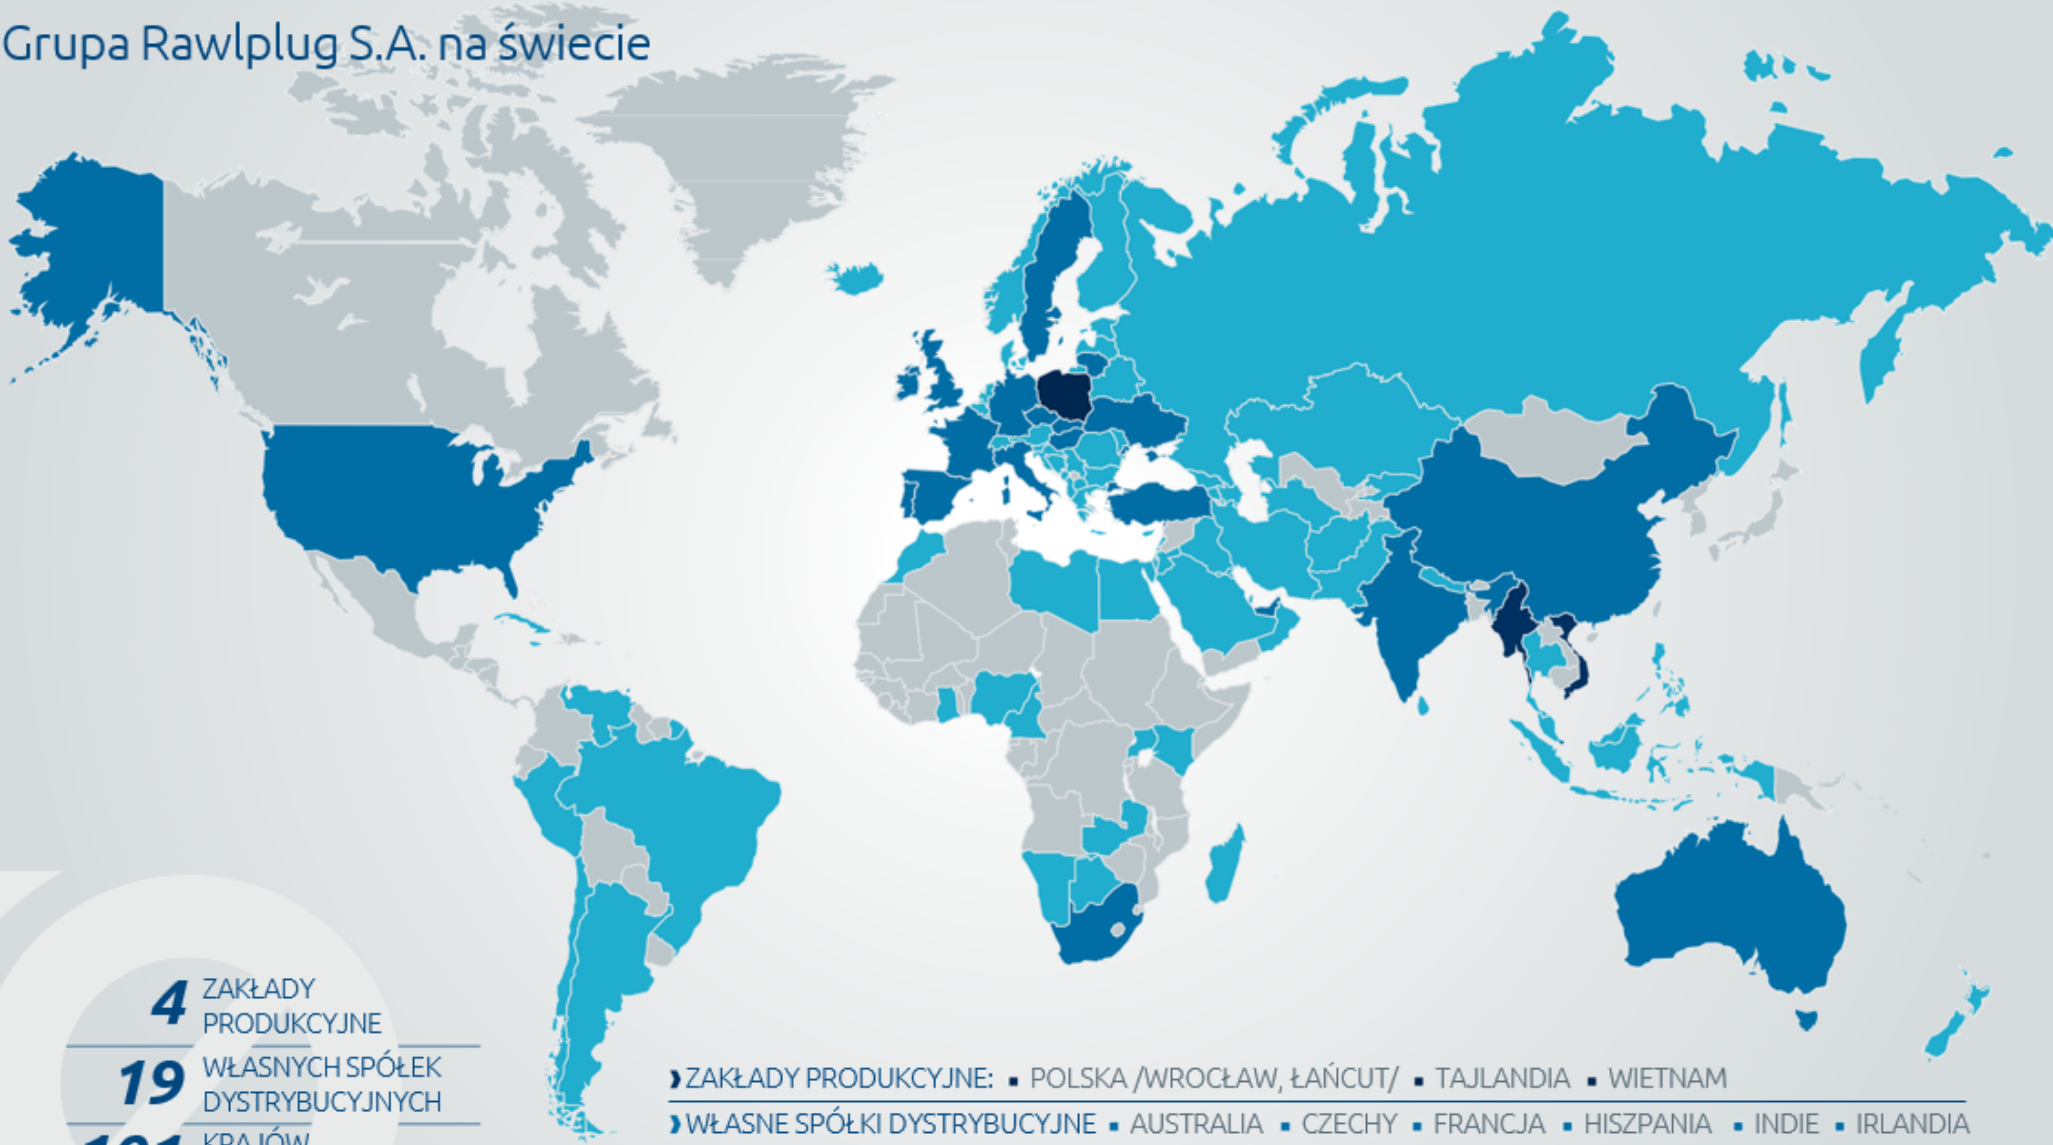 Grupa Rawlplug S.A. na świecie
4 ZAKŁADY
PRODUKCYJNE
19 WŁASNYCH SPÓŁEK
DYSTRYBUCYJNYCH
KRAJÓW
❯ZAKŁADY PRODUKCYJNE: ▪ POLSKA /WROCŁAW, ŁAŃCUT/ ▪ TAJLANDIA ▪ WIETNAM
❯WŁASNE SPÓŁKI DYSTRYBUCYJNE ▪ AUSTRALIA ▪ CZECHY ▪ FRANCJA ▪ HISZPANIA ▪ INDIE ▪ IRLANDIA